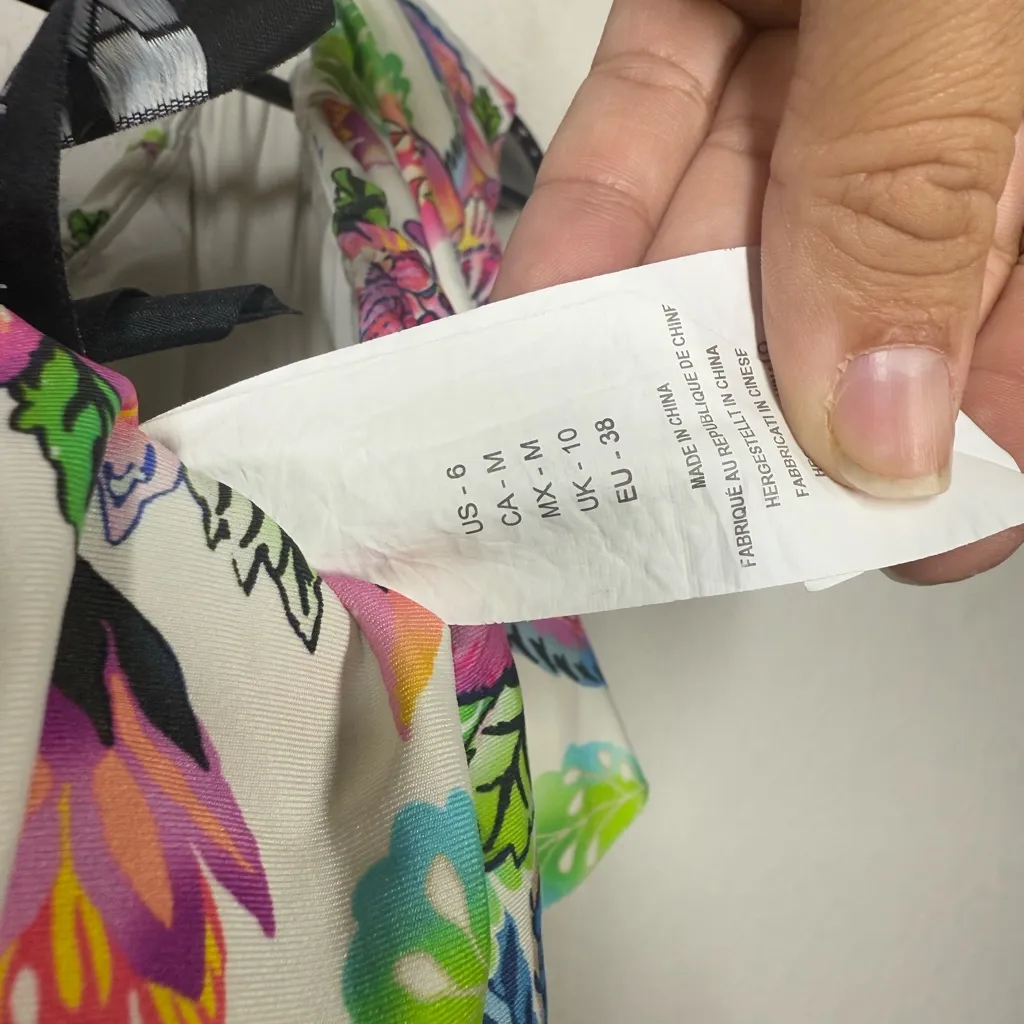 US - 6
CA - M
MX - M
UK - 10
EU - 38
MADE IN CHINA
FABRIQUÉ AU REPUBLIQUE DE CHINE
HERGESTELLT IN CHINA
FABBRICATI IN CINESE